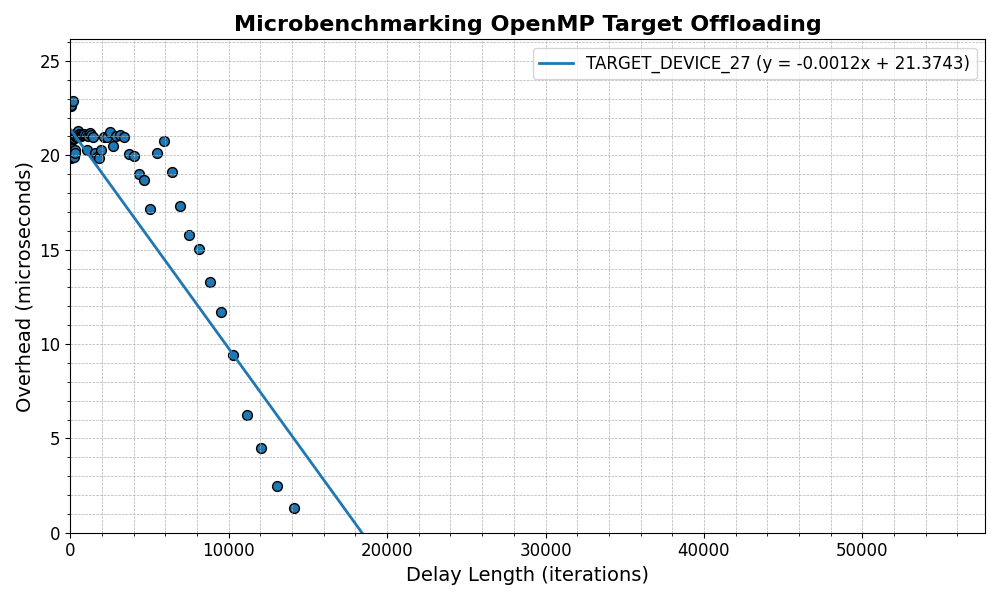 Microbenchmarking OpenMP Target Offloading
TARGET_DEVICE_27 (y = -0.0012x + 21.3743)
Overhead (microseconds)
25
20
15
10
5
0
0 10000 20000 30000 40000 50000
Delay Length (iterations)